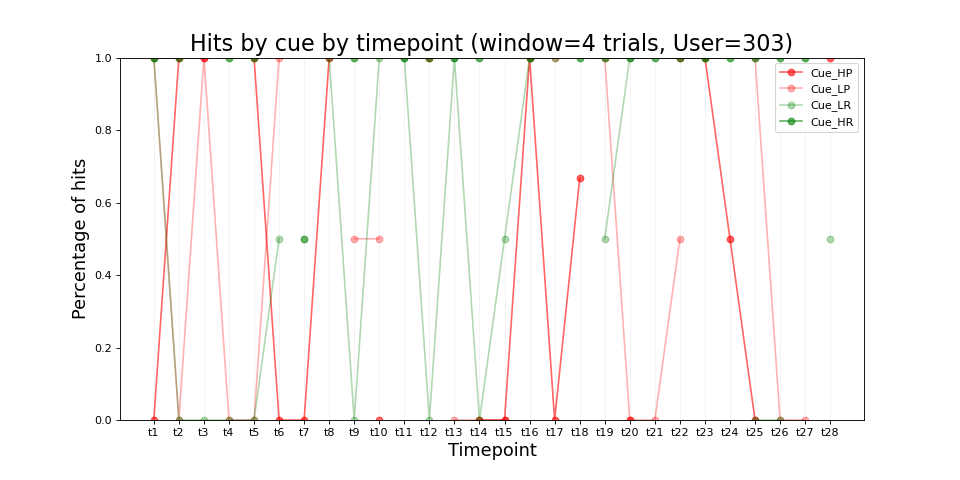 Hits by cue by timepoint (window=4 trials, User=303)
1.0
0.8
0.6
0.4
0.2
0.0
Percentage of hits
Cue_HP
Cue_LP
Cue_LR
Cue_HR
t1 t2 t3 t4 t5 t6 t7 t8 t9 t10 t11 t12 t13 t14 t15 t16 t17 t18 t19 t20 t21 t22 t23 t24 t25 t26 t27 t28
Timepoint